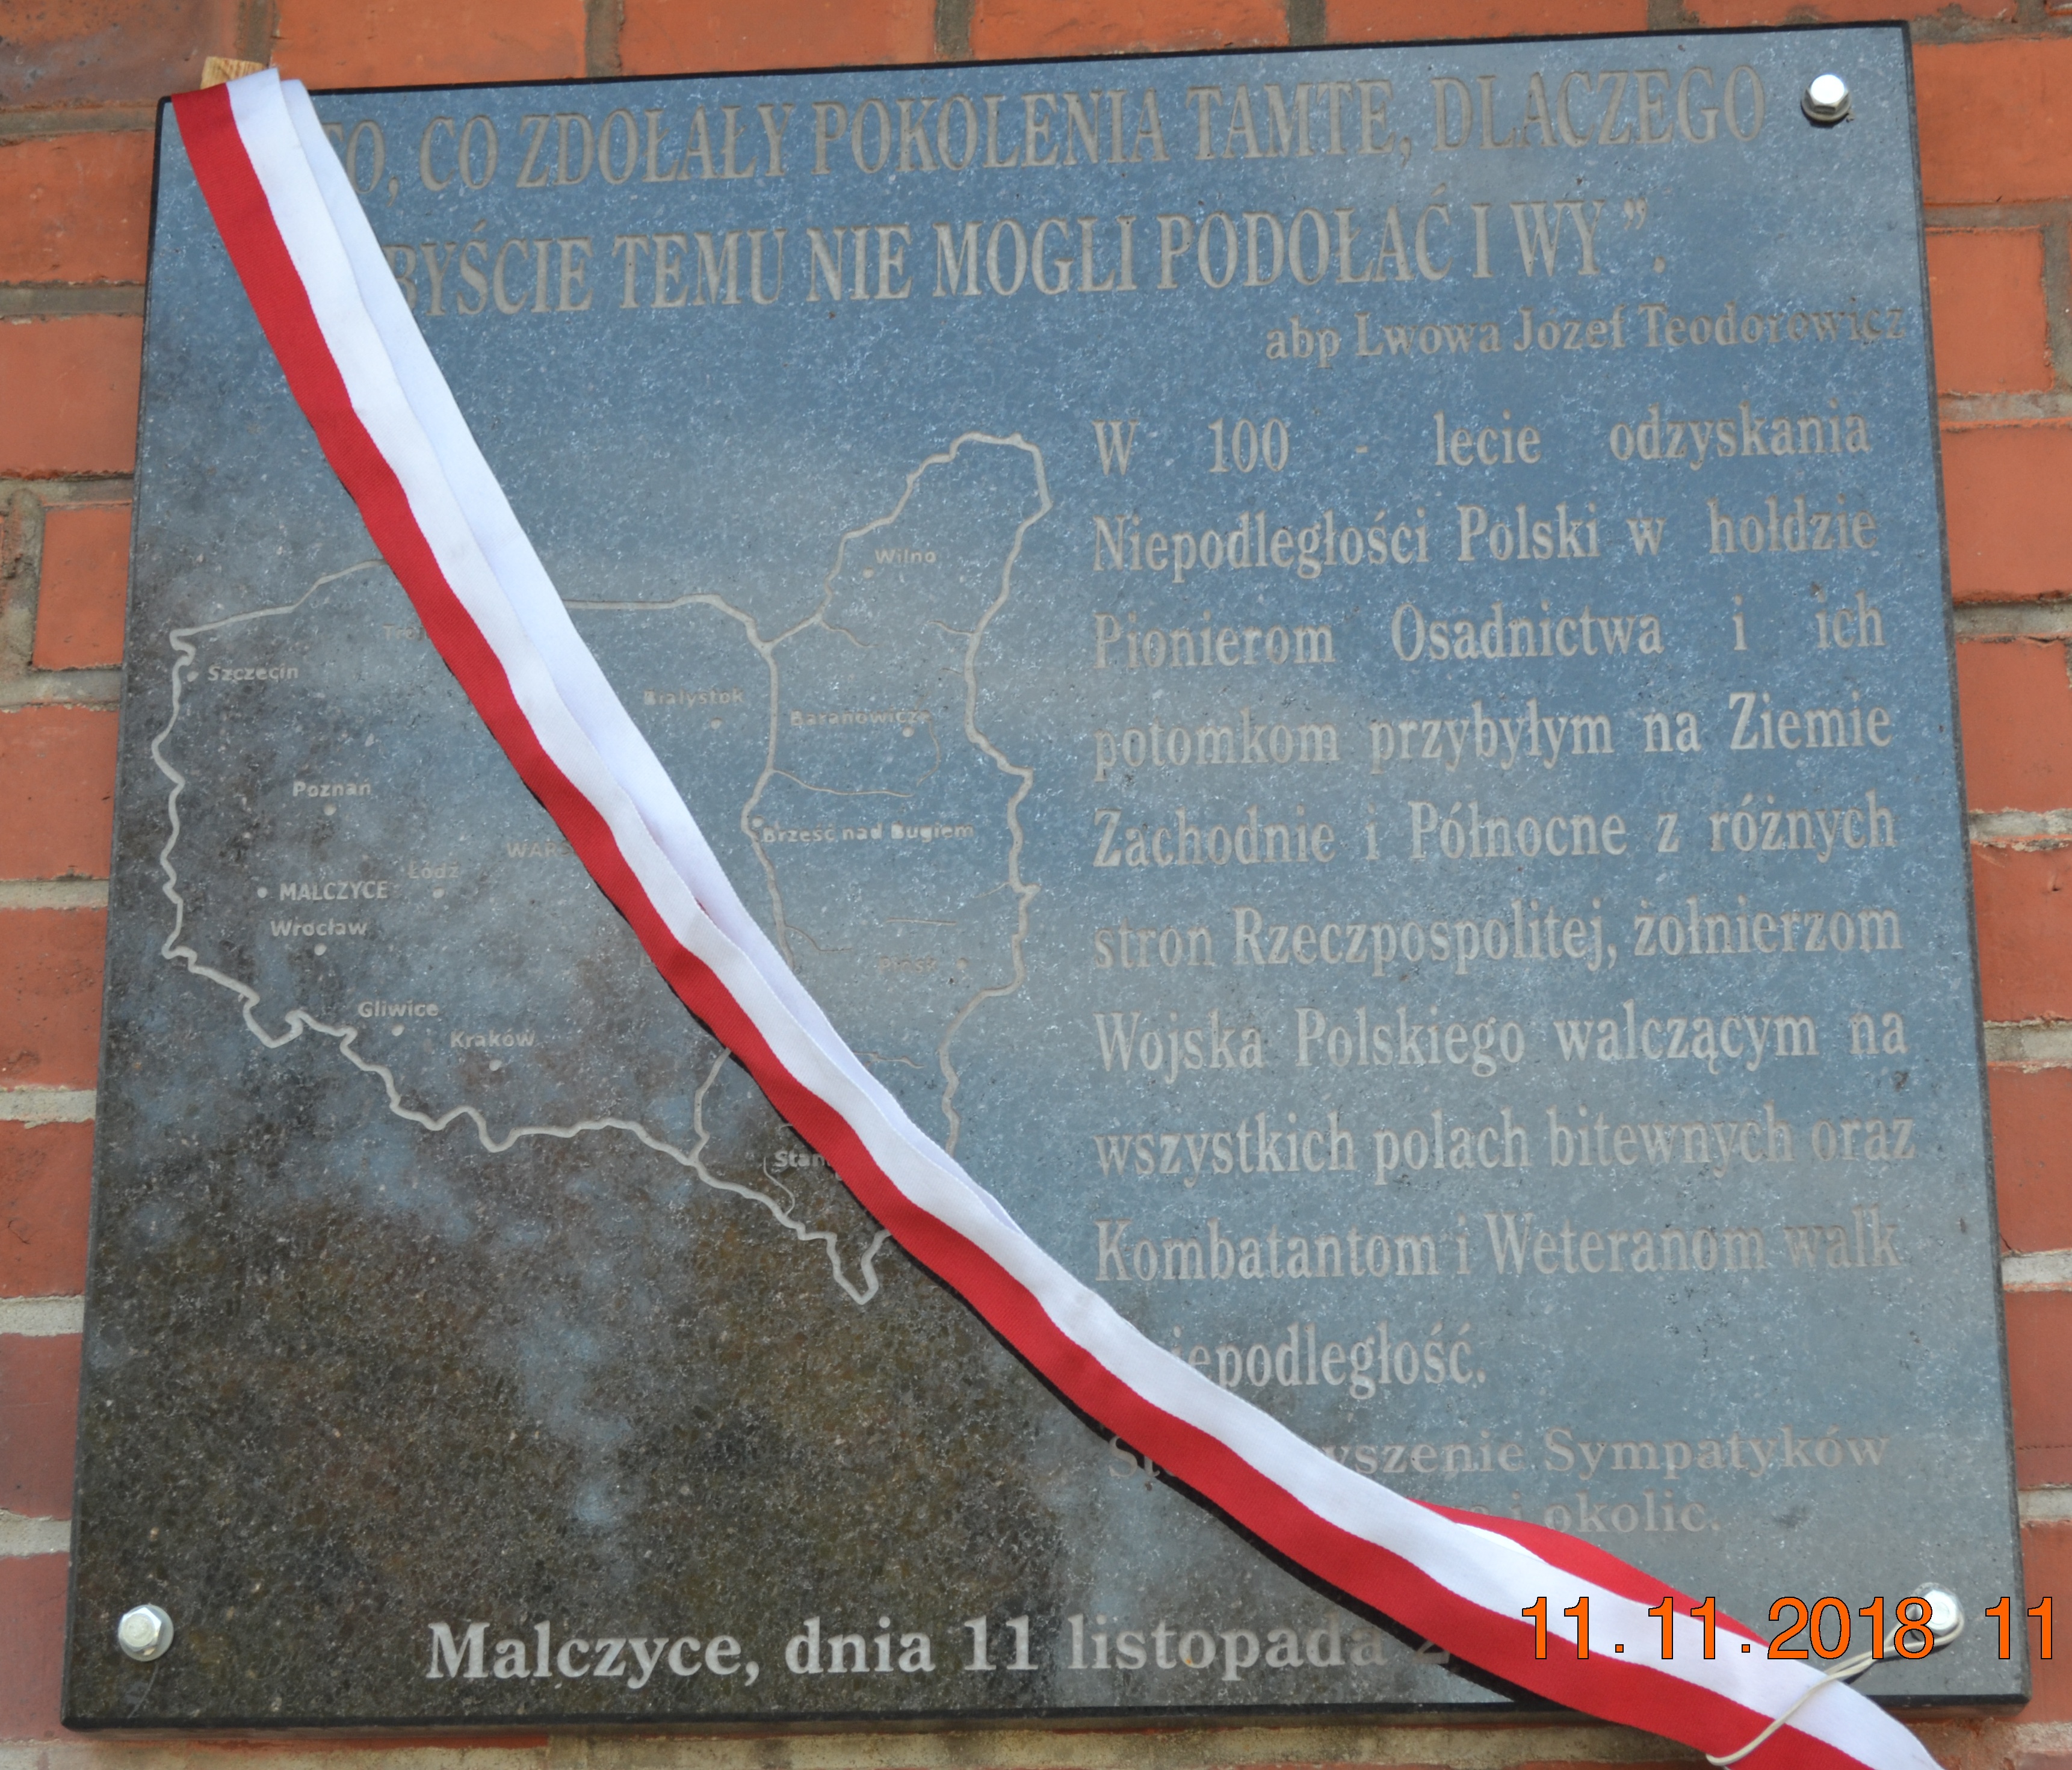 TO, CO ZDOŁAŁY POKOLENIA TAMTE, DLACZEGO
BYŚCIE TEMU NIE MOGLI PODOŁAĆ I WY ”.
abp Lwowa Józef Teodorowicz
W 100 - lecie odzyskania
Niepodległości Polski w hołdzie
Pionierom Osadnictwa i ich
potomkom przybyłym na Ziemie
Zachodnie i Północne z różnych
stron Rzeczpospolitej, żołnierzom
Wojska Polskiego walczącym na
wszystkich polach bitewnych oraz
Kombatantom i Weteranom walk
iepodległość.
Sympatyków
i okolic.
Wilno
Szczecin
Białystok
Baranowicze
Poznań
Brześć nad Bugiem
Łódź
MALCZYCE
Wrocław
Pińsk
Gliwice
Kraków
Malczyce, dnia 11 listopada 2
11.11.2018 11